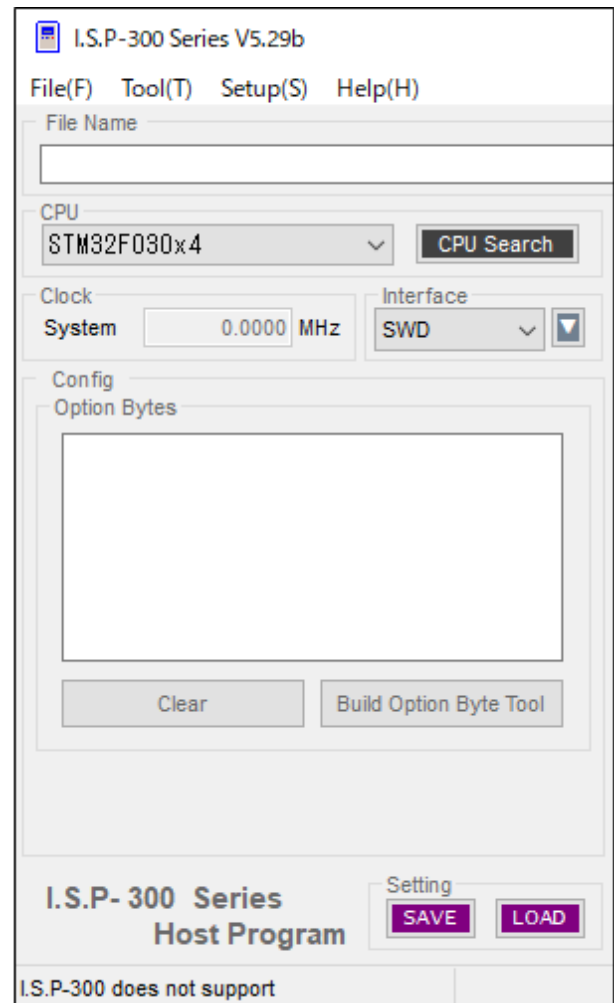 I.S.P-300 Series V5.29b
File(F) Tool(T) Setup(S) Help(H)
File Name
CPU
STM32F030x4
CPU Search
Clock
System 0.0000 MHz
Interface
SWD
Config
Option Bytes
Clear
Build Option Byte Tool
I.S.P- 300 Series
Host Program
Setting
SAVE LOAD
I.S.P-300 does not support